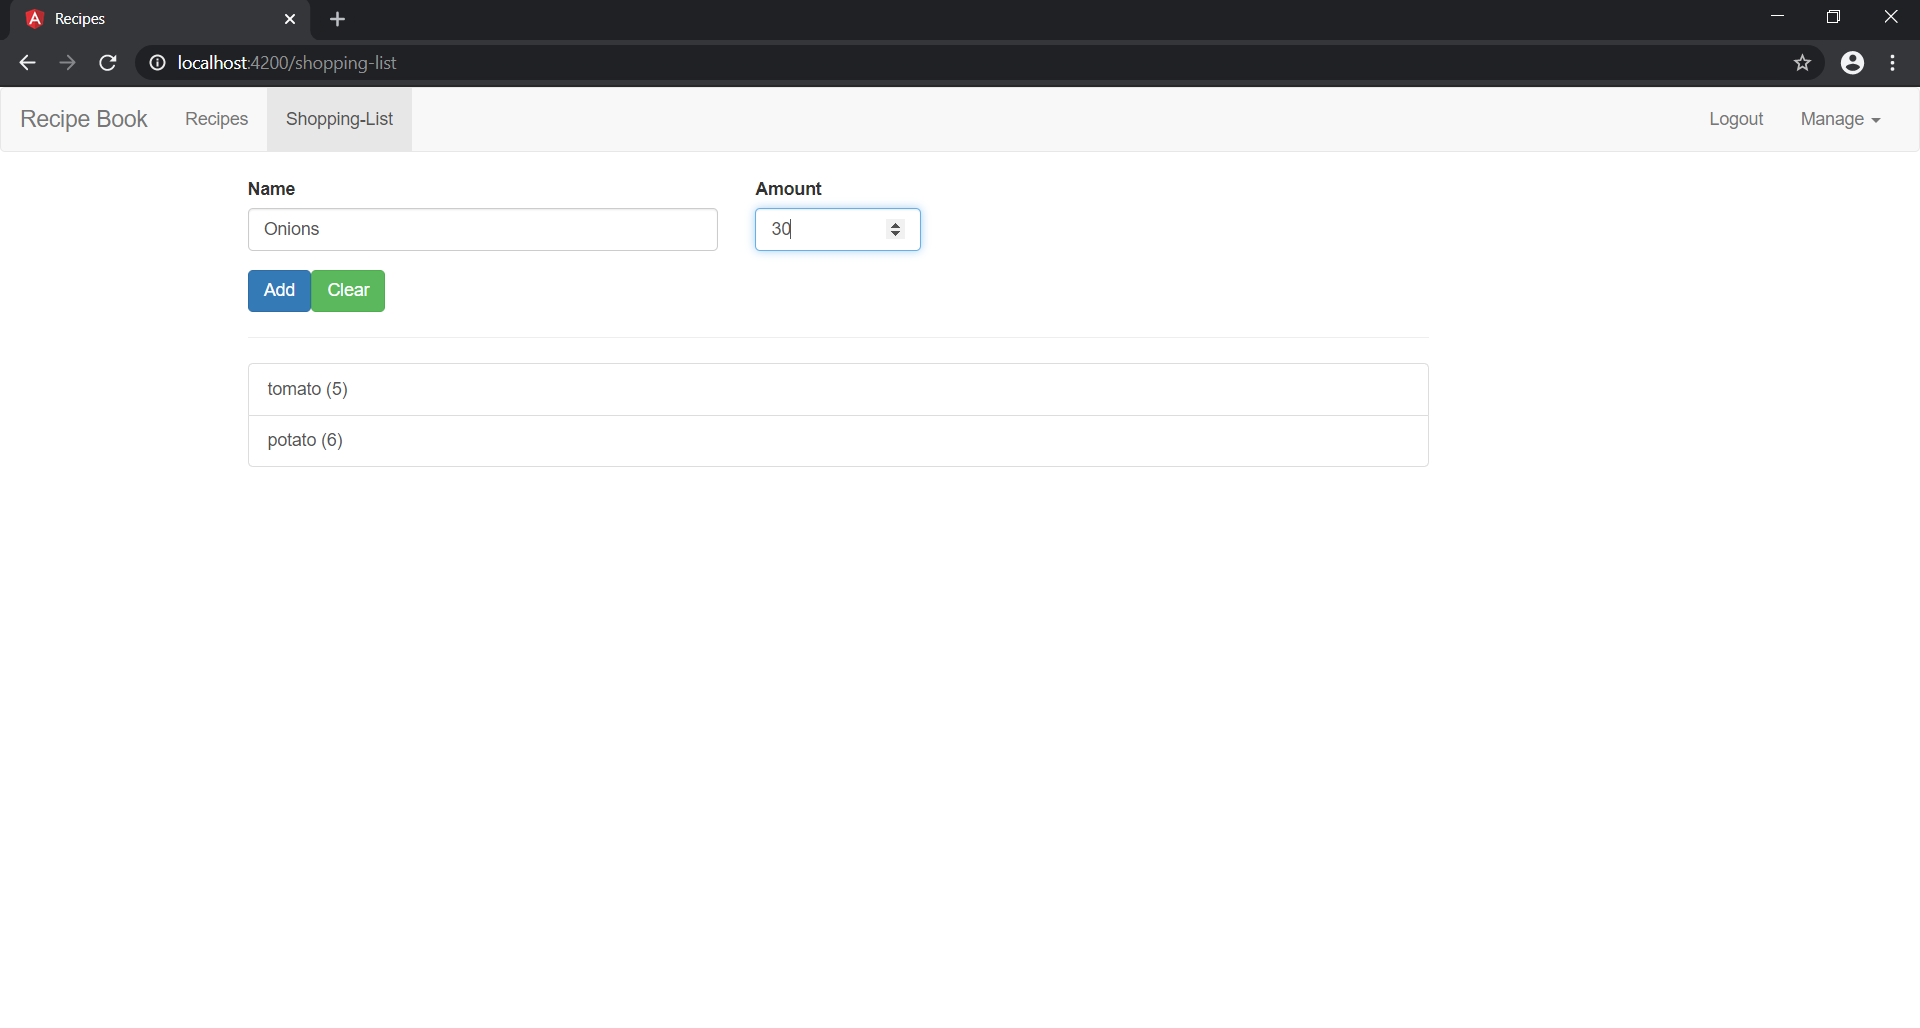 Recipes
localhost:4200/shopping-list
Recipe Book Recipes Shopping-List Logout Manage
Name Amount
Onions 30
Add Clear
tomato (5)
potato (6)